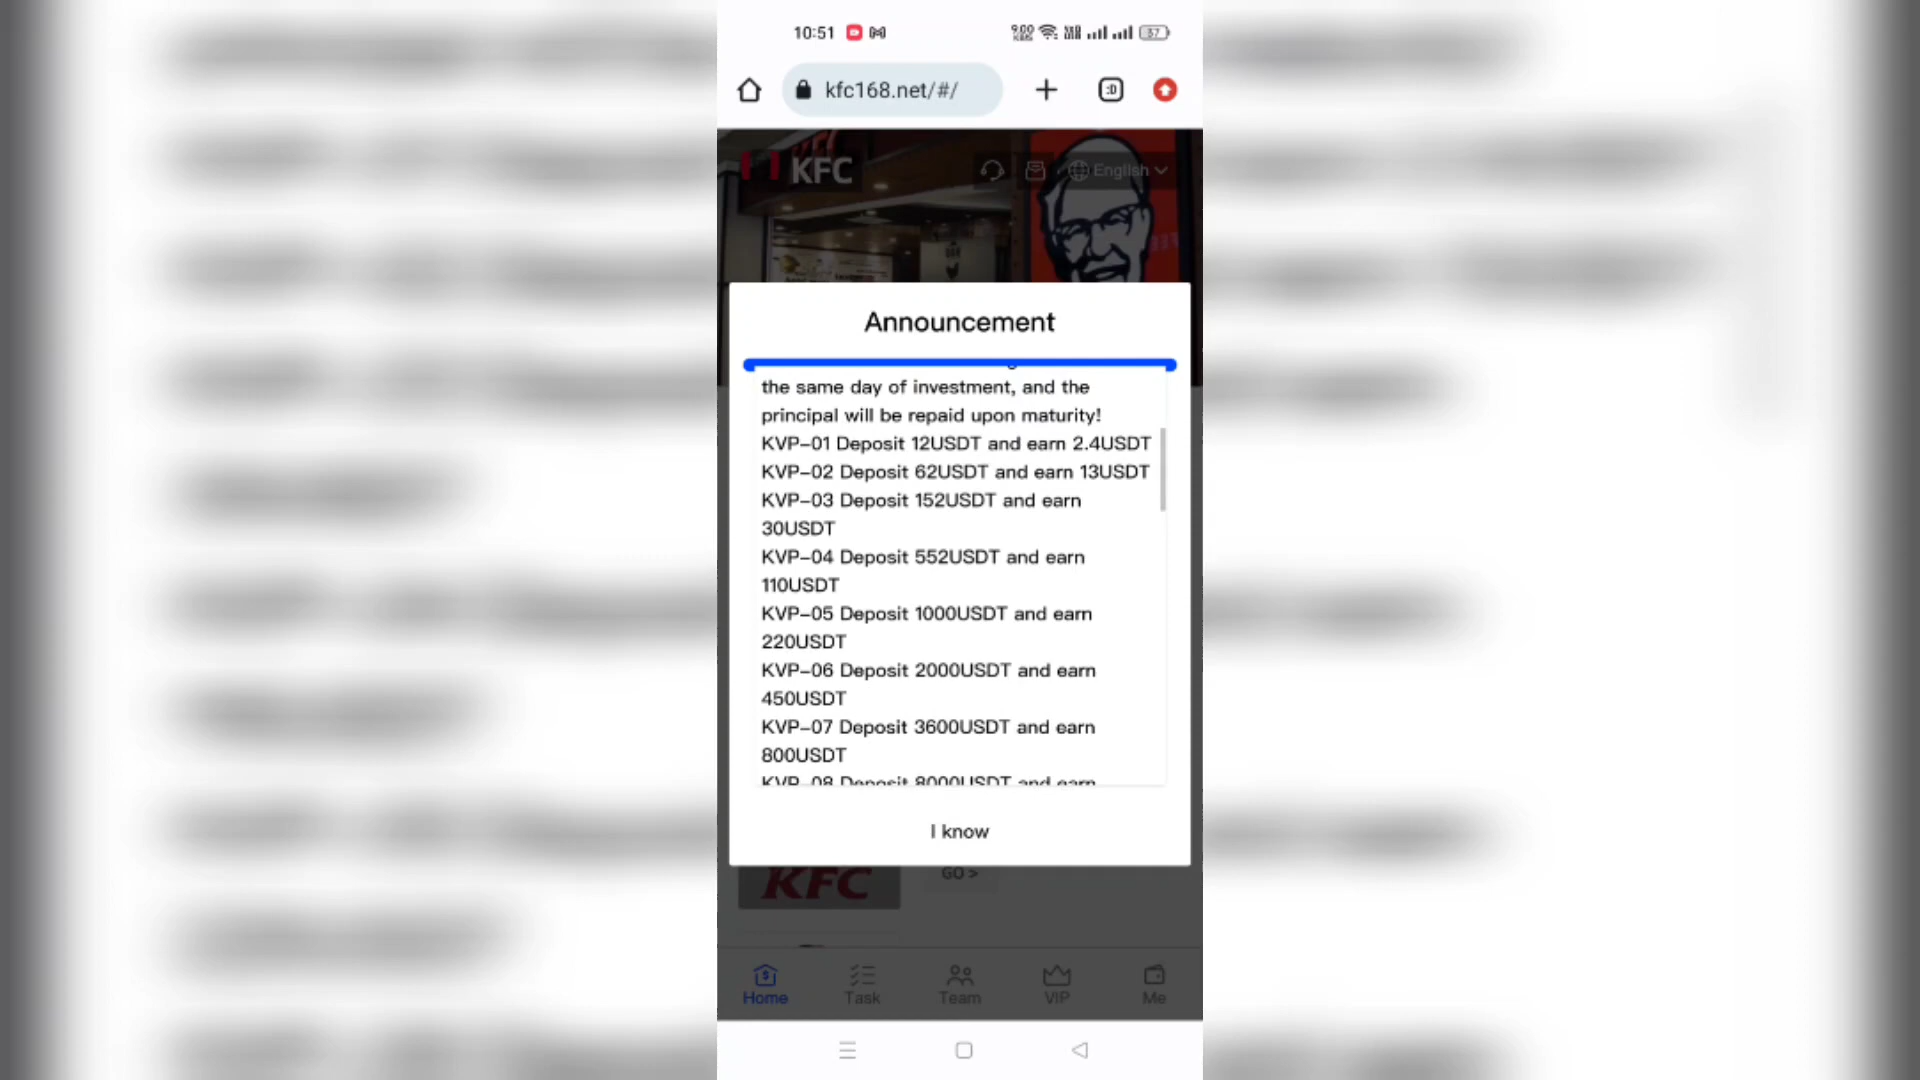 10:51
57
kfc168.net/#/
:D
KFC
English
Announcement
the same day of investment, and the
principal will be repaid upon maturity!
KVP-01 Deposit 12USDT and earn 2.4USDT
KVP-02 Deposit 62USDT and earn 13USDT
KVP-03 Deposit 152USDT and earn
30USDT
KVP-04 Deposit 552USDT and earn
110USDT
KVP-05 Deposit 1000USDT and earn
220USDT
KVP-06 Deposit 2000USDT and earn
450USDT
KVP-07 Deposit 3600USDT and earn
800USDT
KVP-08 Deposit 8000USDT and earn
I know
KFC
GO >
Home
Task
Team
VIP
Me